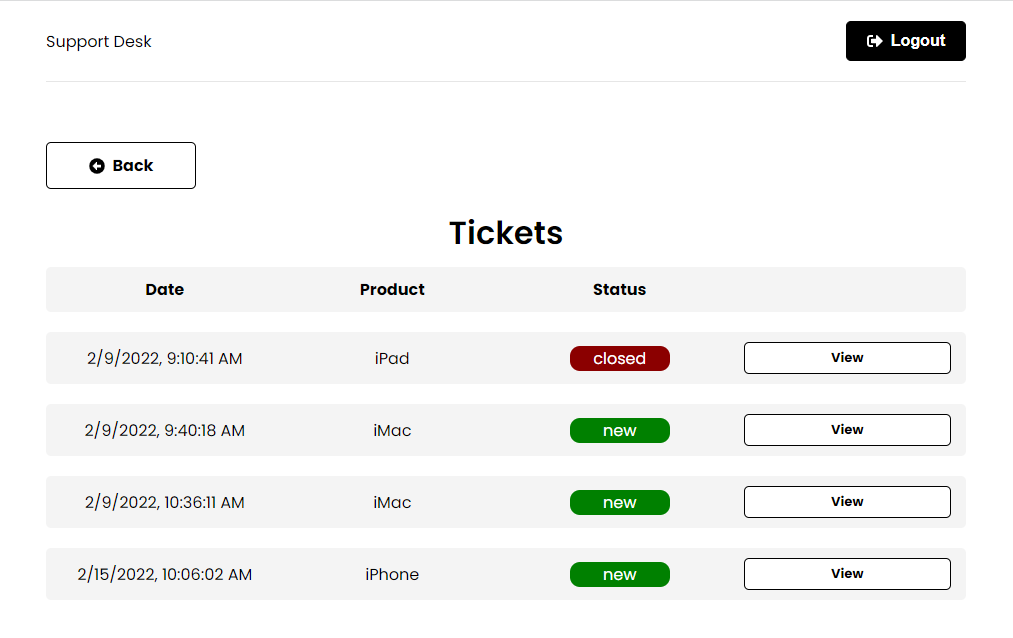 Support Desk Logout
Back
Tickets
Date Product Status
2/9/2022, 9:10:41 AM iPad closed View
2/9/2022, 9:40:18 AM iMac new View
2/9/2022, 10:36:11 AM iMac new View
2/15/2022, 10:06:02 AM iPhone new View